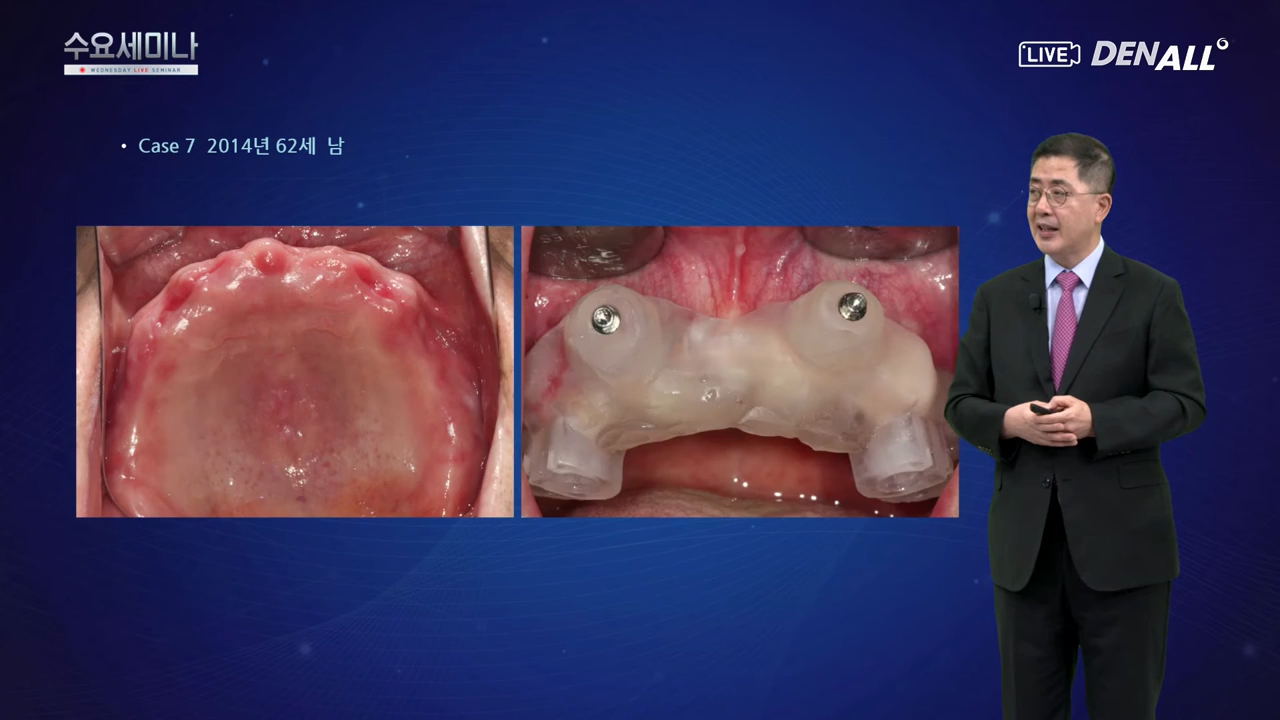 수요세미나
WEDNESDAY LIVE SEMINAR
LIVE DENALL
• Case 7 2014년 62세 남